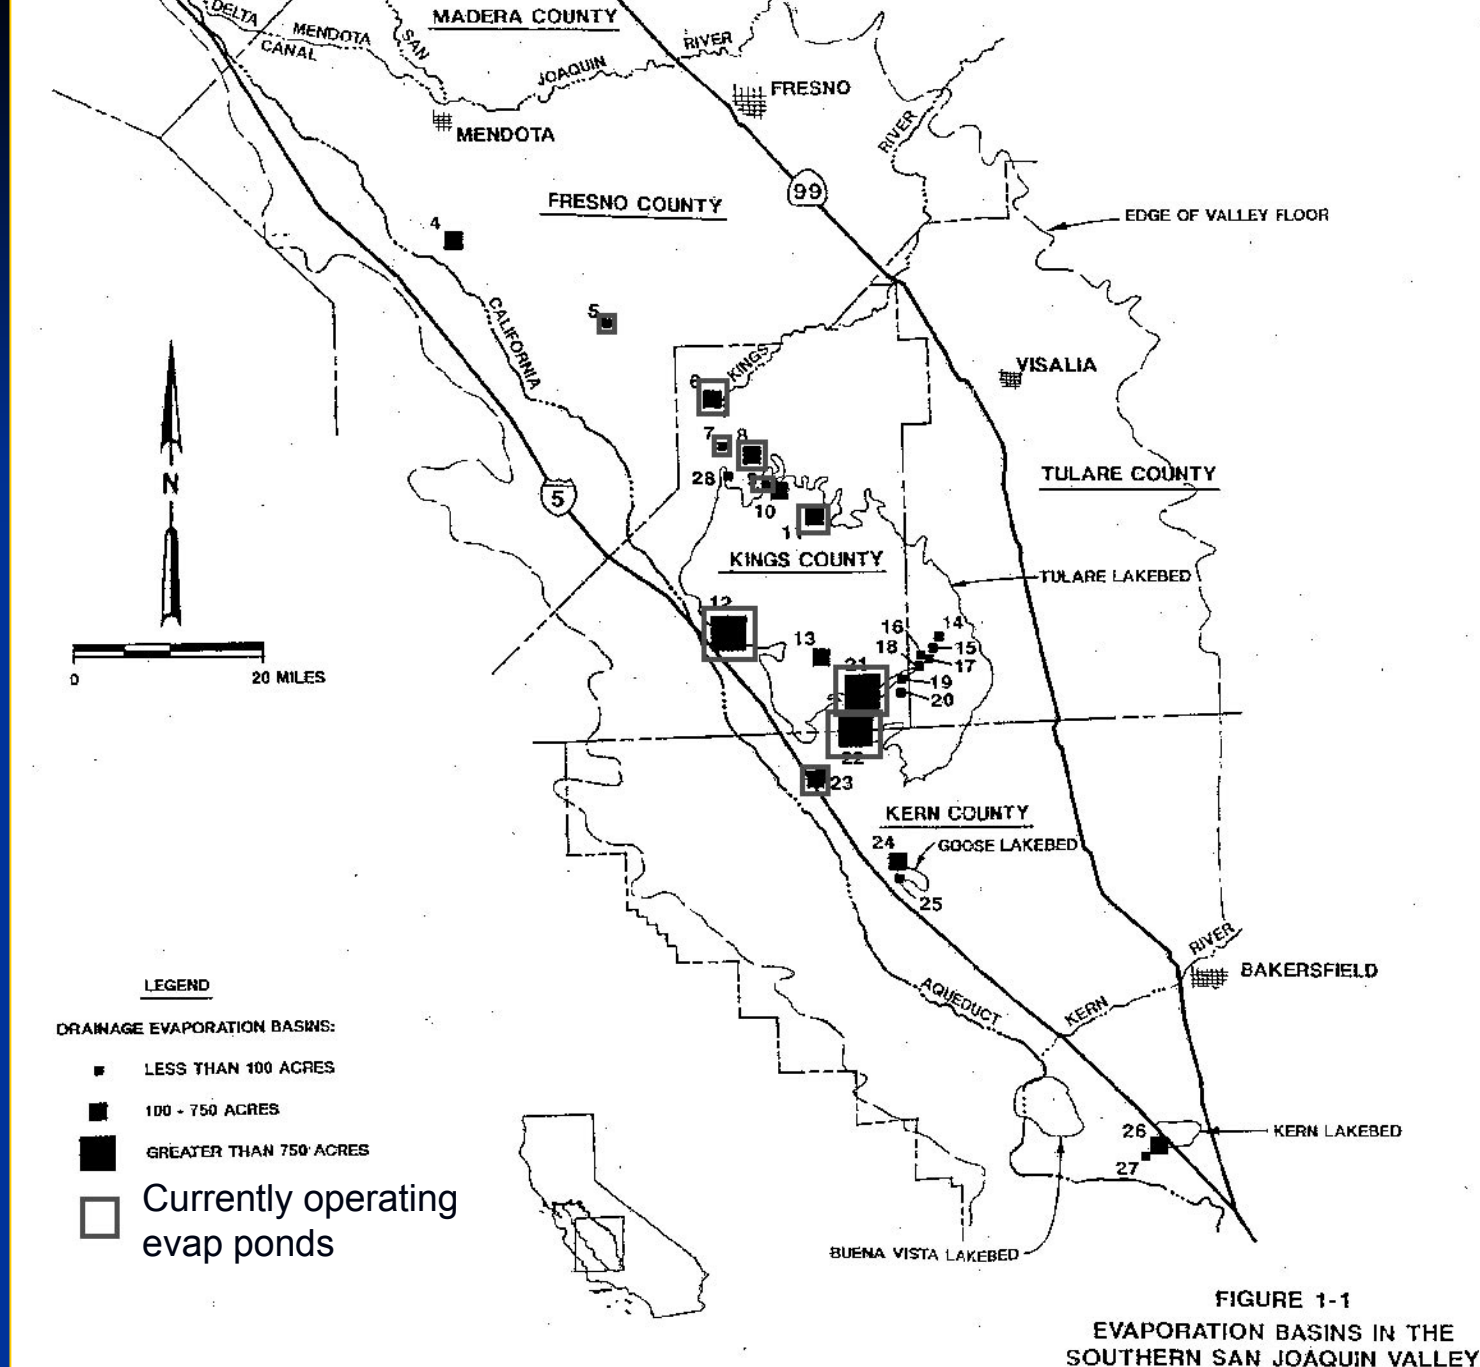 MADERA COUNTY
DELTA
MENDOTA
CANAL
SAN
JOAQUIN
RIVER
FRESNO
MENDOTA
RIVER
99
FRESNO COUNTY
EDGE OF VALLEY FLOOR
4
CALIFORNIA
5
KINGS
VISALIA
6
7
8
TULARE COUNTY
N
28
5
10
11
KINGS COUNTY
TULARE LAKEBED
12
13
16
14
18
15
17
21
19
20
0
20 MILES
22
23
KERN COUNTY
24
GOOSE LAKEBED
25
RIVER
BAKERSFIELD
AQUEDUCT
KERN
LEGEND
DRAINAGE EVAPORATION BASINS:
LESS THAN 100 ACRES
100 - 750 ACRES
GREATER THAN 750 ACRES
Currently operating
evap ponds
26
KERN LAKEBED
27
BUENA VISTA LAKEBED
FIGURE 1-1
EVAPORATION BASINS IN THE
SOUTHERN SAN JOAQUIN VALLEY